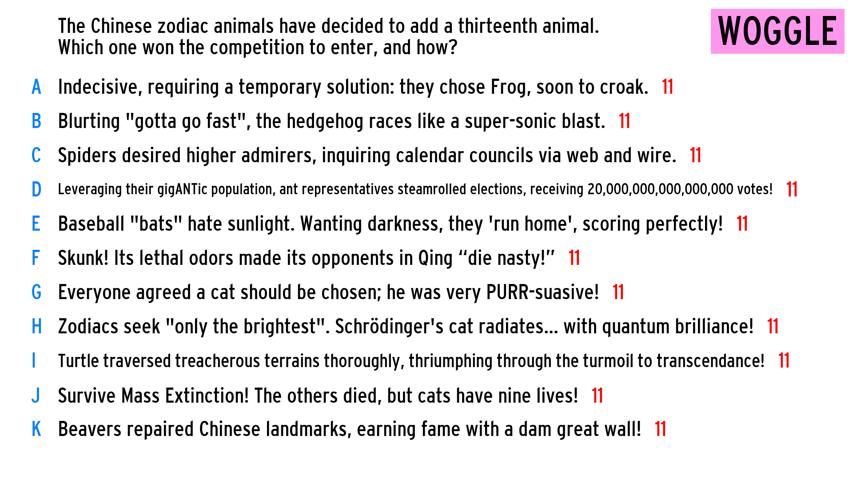 The Chinese zodiac animals have decided to add a thirteenth animal.
Which one won the competition to enter, and how?
WOGGLE
A Indecisive, requiring a temporary solution: they chose Frog, soon to croak. 11
B Blurting "gotta go fast", the hedgehog races like a super-sonic blast. 11
C Spiders desired higher admirers, inquiring calendar councils via web and wire. 11
D Leveraging their gigANTic population, ant representatives steamrolled elections, receiving 20,000,000,000,000,000 votes! 11
E Baseball "bats" hate sunlight. Wanting darkness, they 'run home', scoring perfectly! 11
F Skunk! Its lethal odors made its opponents in Qing “die nasty!” 11
G Everyone agreed a cat should be chosen; he was very PURR-suasive! 11
H Zodiacs seek "only the brightest". Schrödinger's cat radiates... with quantum brilliance! 11
I Turtle traversed treacherous terrains thoroughly, thriumphing through the turmoil to transcendance! 11
J Survive Mass Extinction! The others died, but cats have nine lives! 11
K Beavers repaired Chinese landmarks, earning fame with a dam great wall! 11